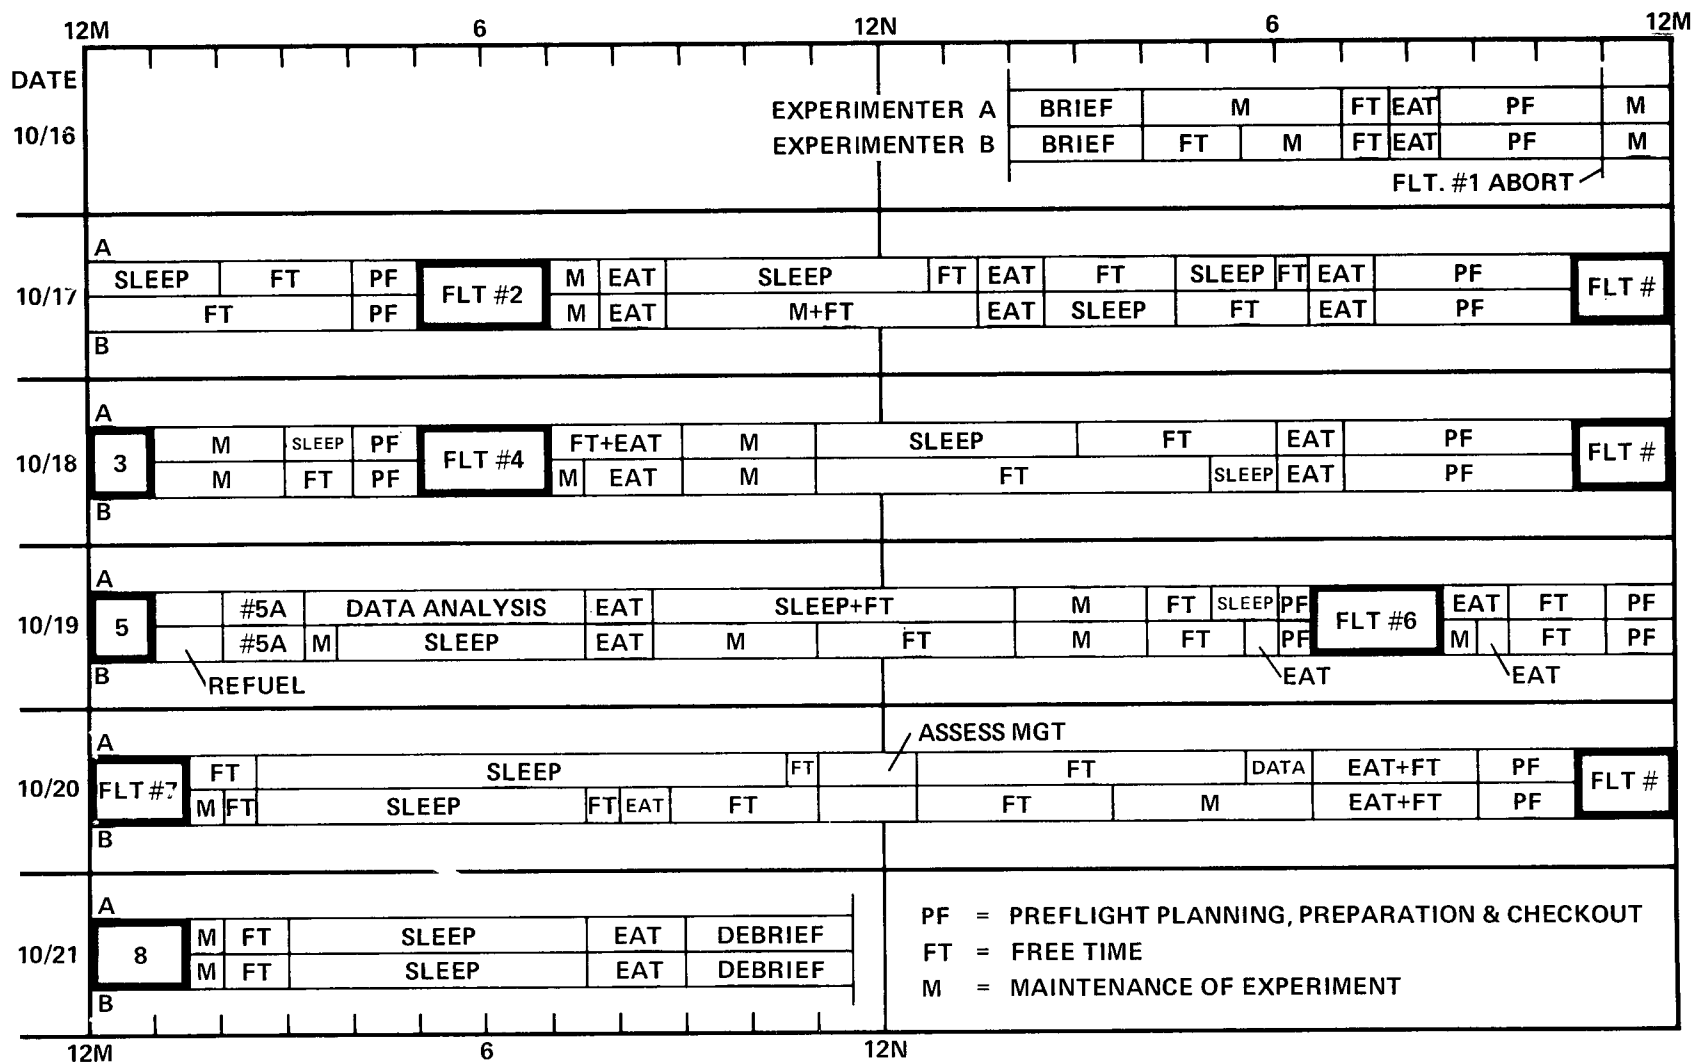 12M 6 12N 6 12M
DATE
EXPERIMENTER A BRIEF M FT EAT PF M
10/16
EXPERIMENTER B BRIEF FT M FT EAT PF M
FLT. #1 ABORT
A
SLEEP FT PF FLT #2 M EAT SLEEP FT EAT FT SLEEP FT EAT PF FLT #
10/17
FT PF M EAT M+FT EAT SLEEP FT EAT PF
B
A
M SLEEP PF FT+EAT M SLEEP FT EAT PF FLT #
10/18 3 FLT #4
M FT PF M EAT M FT SLEEP EAT PF
B
A
#5A DATA ANALYSIS EAT SLEEP+FT M FT SLEEP PF FLT #6 EAT FT PF
10/19 5
#5A M SLEEP EAT M FT M FT PF M FT PF
B REFUEL EAT EAT
ASSESS MGT
A
FT SLEEP FT FT DATA EAT+FT PF FLT #
10/20 FLT #7
M FT SLEEP FT EAT FT FT M EAT+FT PF
B
A
PF = PREFLIGHT PLANNING, PREPARATION & CHECKOUT
M FT SLEEP EAT DEBRIEF
10/21 8 FT = FREE TIME
M FT SLEEP EAT DEBRIEF
M = MAINTENANCE OF EXPERIMENT
B
12M 6 12N